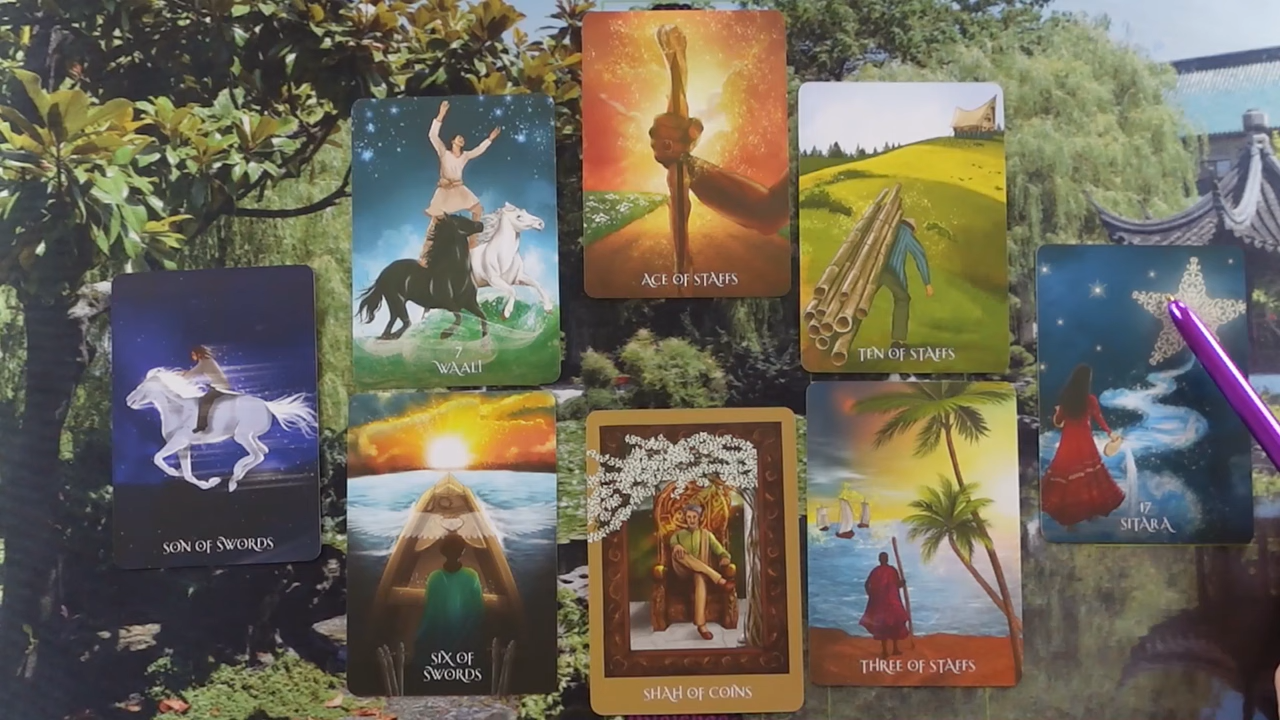 ACE OF STAFFS
7
WAALI
TEN OF STAFFS
SON OF SWORDS
17
SITARA
SIX OF
SWORDS
SHAH OF COINS
THREE OF STAFFS